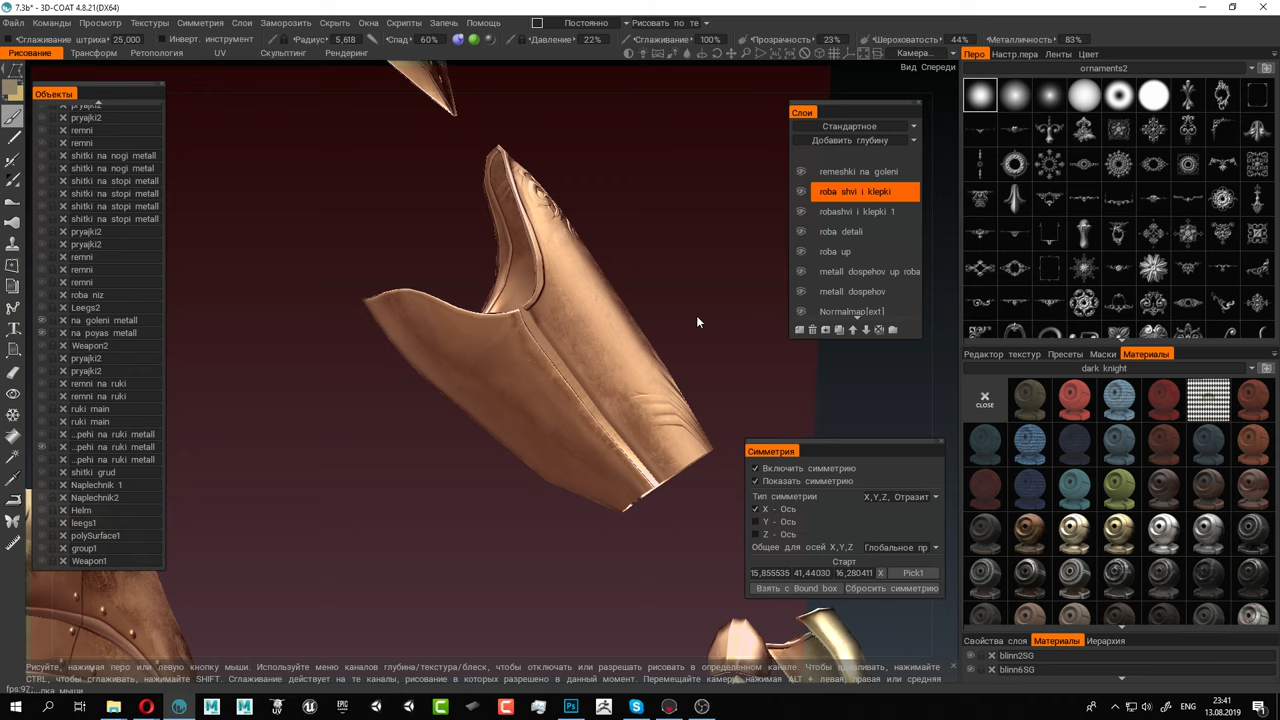 7.3b* - 3D-COAT 4.8.21(DX64)
Файл Команды Просмотр Текстуры Симметрия Слои Заморозить Скрыть Окна Скрипты Запечь Помощь Постоянно Рисовать по те
Сглаживание штриха 25,000 Инверт.инструмент Радиус 5,618 Спад 60% Давление 22% Сглаживание 100% Прозрачность 23% Шероховатость 44% Металличность 83%
Рисование Трансформ Ретопология UV Скульптинг Рендеринг Камера...
Вид Спереди
Перо Настр.пера Ленты Цвет
ornaments2
Объекты
pryajki2
pryajki2
remni
remni
shitki na nogi metall
shitki na nogi metal
shitki na stopi metall
shitki na stopi metall
shitki na stopi metall
shitki na stopi metall
pryajki2
pryajki2
remni
remni
remni
roba niz
Leegs2
na goleni metall
na poyas metall
Weapon2
pryajki2
pryajki2
remni na ruki
remni na ruki
ruki main
ruki main
...pehi na ruki metall
...pehi na ruki metall
...pehi na ruki metall
shitki grud
Naplechnik 1
Naplechnik2
Helm
leegs1
polySurface1
group1
Weapon1
Слои
Стандартное
Добавить глубину
remeshki na goleni
roba shvi i klepki
robashvi i klepki 1
roba detali
roba up
metall dospehov up roba
metall dospehov
Normalmap[ext]
Симметрия
Включить симметрию
Показать симметрию
Тип симметрии X,Y,Z, Отразит
X - Ось
Y - Ось
Z - Ось
Общее для осей X,Y,Z Глобальное пр
Старт
15,855535 41,44030 16,280411 X Pick1
Взять с Bound box Сбросить симметрию
Редактор текстур Пресеты Маски Материалы
dark knight
CLOSE
Свойства слоя Материалы Иерархия
blinn2SG
blinn6SG
Рисуйте, нажимая перо или левую кнопку мыши. Используйте меню каналов глубина/текстура/блеск, чтобы отключать или разрешать рисовать в определенном канале. Чтобы вдавливать, нажимайте
CTRL, чтобы сглаживать, нажимайте SHIFT. Сглаживание действует на те каналы, рисование в которых разрешено в данный момент. Перемещайте камеру, нажимая ALT + левая, правая или средняя
fps:97,
...пка мыши
23:41
13.08.2019